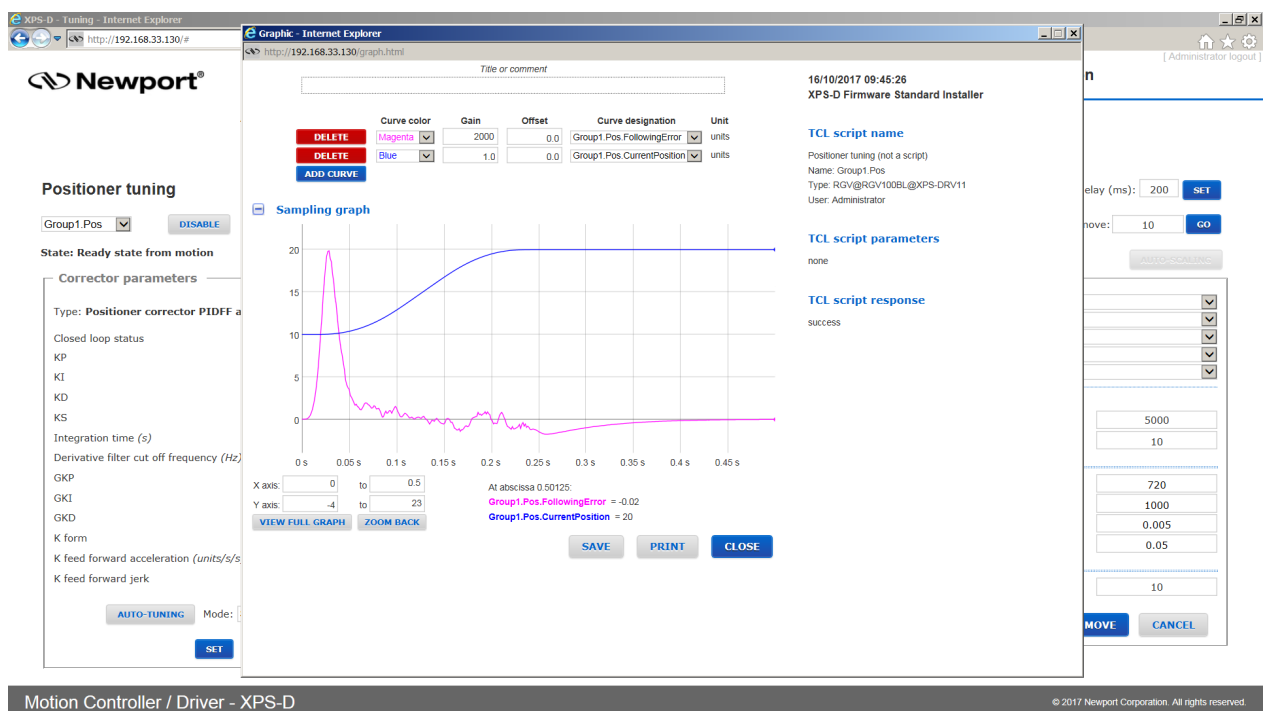 XPS-D - Tuning - Internet Explorer
http://192.168.33.130/#
[ Administrator logout ]
Newport®
n
Positioner tuning
Group1.Pos DISABLE
State: Ready state from motion
Corrector parameters
Type: Positioner corrector PIDFF a
Closed loop status
KP
KI
KD
KS
Integration time (s)
Derivative filter cut off frequency (Hz)
GKP
GKI
GKD
K form
K feed forward acceleration (units/s/s
K feed forward jerk
AUTO-TUNING Mode:
SET
Graphic - Internet Explorer
http://192.168.33.130/graph.html
Title or comment
Curve color Gain Offset Curve designation Unit
DELETE Magenta 2000 0.0 Group1.Pos.FollowingError units
DELETE Blue 1.0 0.0 Group1.Pos.CurrentPosition units
ADD CURVE
Sampling graph
20
15
10
5
0
0 s 0.05 s 0.1 s 0.15 s 0.2 s 0.25 s 0.3 s 0.35 s 0.4 s 0.45 s
X axis: 0 to 0.5
Y axis: -4 to 23
VIEW FULL GRAPH ZOOM BACK
At abscissa 0.50125:
Group1.Pos.FollowingError = -0.02
Group1.Pos.CurrentPosition = 20
SAVE PRINT CLOSE
16/10/2017 09:45:26
XPS-D Firmware Standard Installer
TCL script name
Positioner tuning (not a script)
Name: Group1.Pos
Type: RGV@RGV100BL@XPS-DRV11
User: Administrator
TCL script parameters
none
TCL script response
success
elay (ms): 200 SET
nove: 10 GO
AUTO-SCALING
5000
10
720
1000
0.005
0.05
10
MOVE CANCEL
Motion Controller / Driver - XPS-D
© 2017 Newport Corporation. All rights reserved.